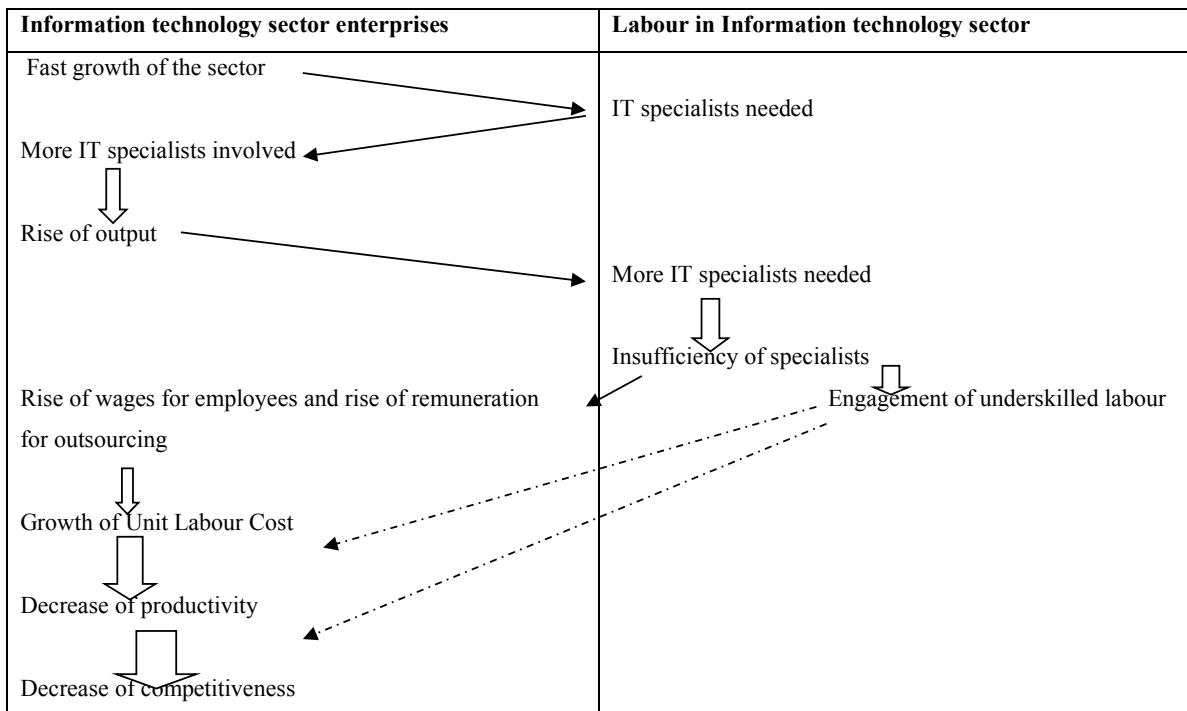 Information technology sector enterprises
Labour in Information technology sector
Fast growth of the sector
IT specialists needed
More IT specialists involved
Rise of output
More IT specialists needed
Insufficiency of specialists
Rise of wages for employees and rise of remuneration
for outsourcing
Engagement of underskilled labour
Growth of Unit Labour Cost
Decrease of productivity
Decrease of competitiveness